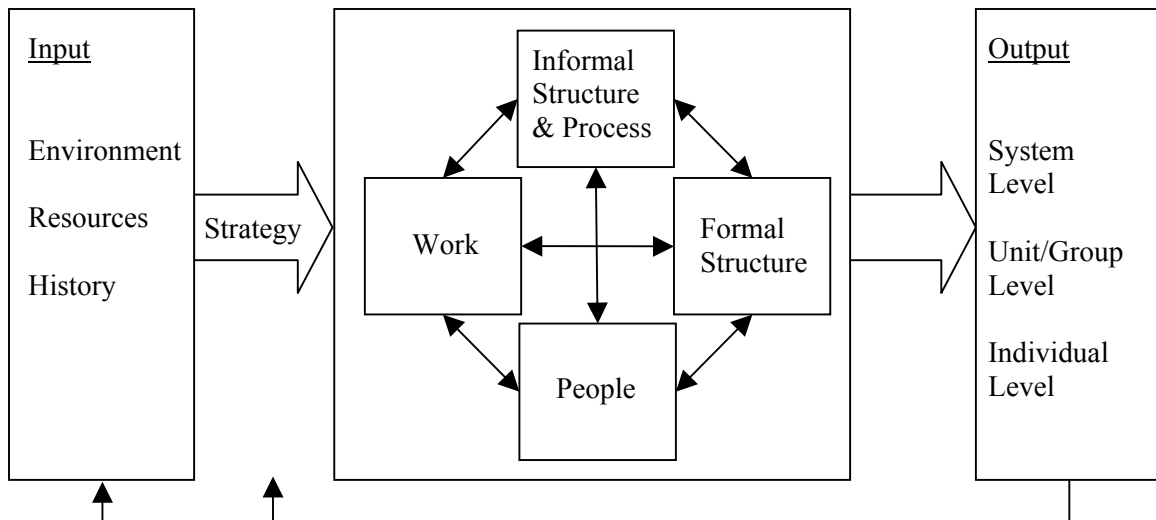 Input
Environment
Resources
History
Strategy
Informal
Structure
& Process
Work
Formal
Structure
People
Output
System
Level
Unit/Group
Level
Individual
Level